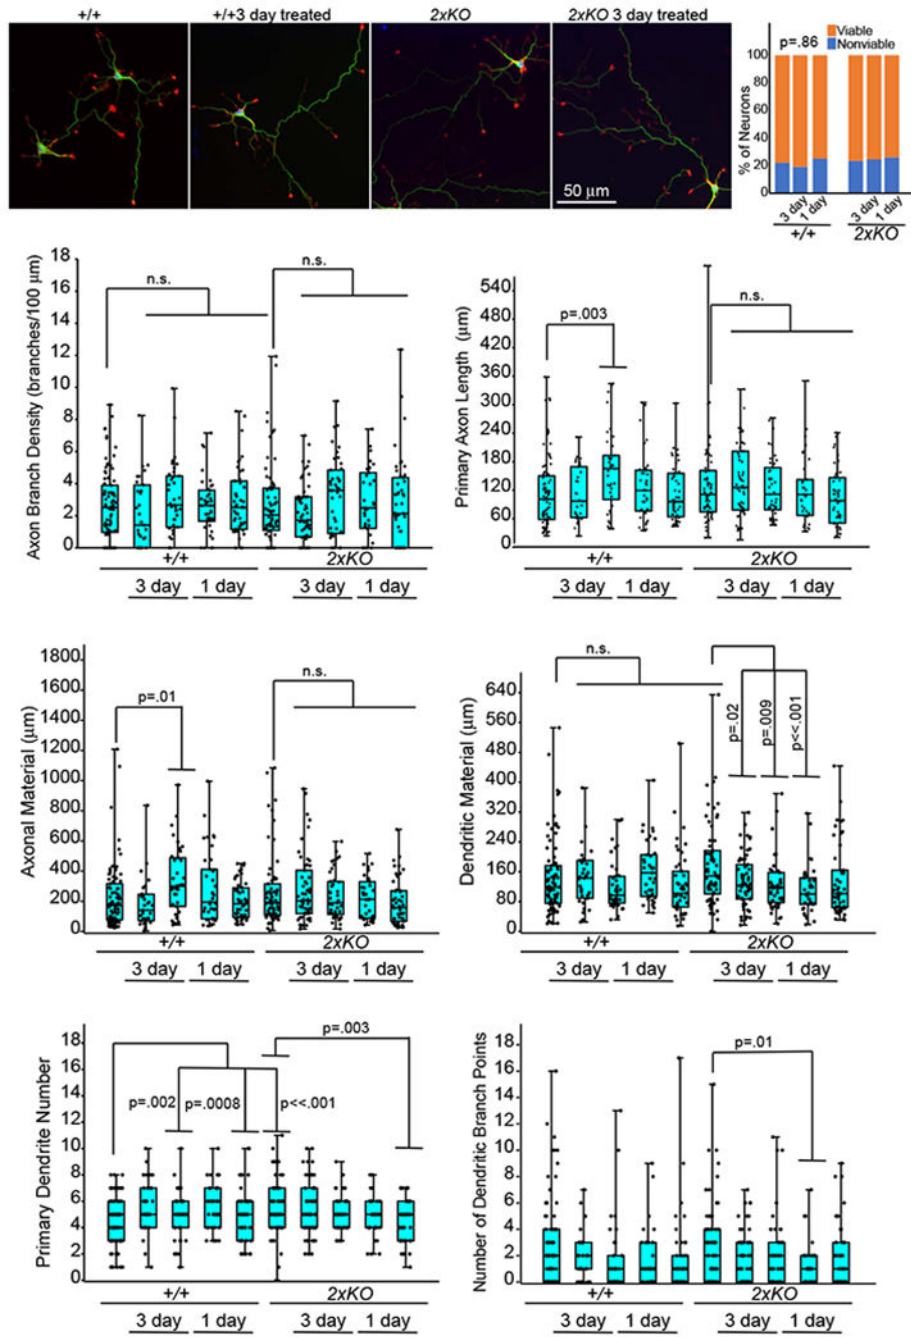 +/+
+/+3 day treated
2xKO
2xKO 3 day treated
50 µm
Viable
Nonviable
p=.86
% of Neurons
100
80
60
40
20
0
3 day
1 day
3 day
1 day
+/+
2xKO
Axon Branch Density (branches/100 µm)
18
16
14
12
10
8
6
4
2
0
n.s.
n.s.
+/+
2xKO
3 day
1 day
3 day
1 day
Primary Axon Length (µm)
540
480
420
360
300
240
180
120
60
0
p=.003
n.s.
+/+
2xKO
3 day
1 day
3 day
1 day
Axonal Material (µm)
1800
1600
1400
1200
1000
800
600
400
200
0
p=.01
n.s.
+/+
2xKO
3 day
1 day
3 day
1 day
Dendritic Material (µm)
640
560
480
400
320
240
160
80
0
n.s.
p=.02
p=.009
p<<.001
+/+
2xKO
3 day
1 day
3 day
1 day
Primary Dendrite Number
18
16
14
12
10
8
6
4
2
0
p=.003
p=.002
p=.0008
p<<.001
+/+
2xKO
3 day
1 day
3 day
1 day
Number of Dendritic Branch Points
18
16
14
12
10
8
6
4
2
0
p=.01
+/+
2xKO
3 day
1 day
3 day
1 day